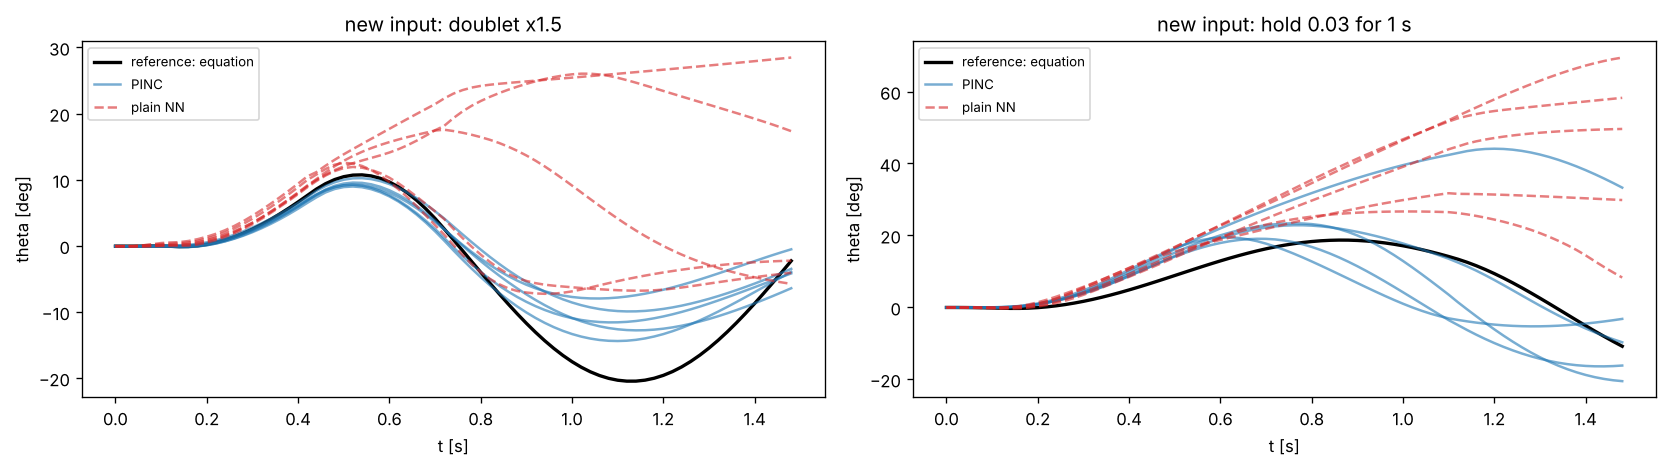 new input: doublet x1.5
reference: equation
PINC
plain NN
theta [deg]
30
20
10
0
−10
−20
0.0 0.2 0.4 0.6 0.8 1.0 1.2 1.4
t [s]
new input: hold 0.03 for 1 s
reference: equation
PINC
plain NN
theta [deg]
60
40
20
0
−20
0.0 0.2 0.4 0.6 0.8 1.0 1.2 1.4
t [s]